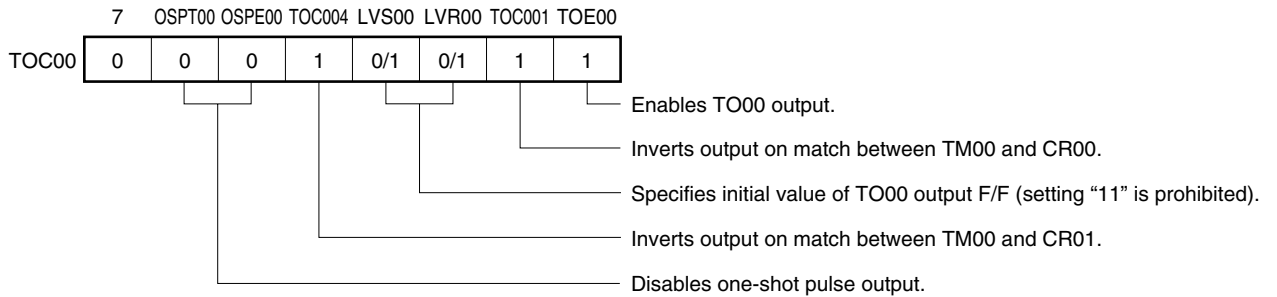 7 OSPT00 OSPE00 TOC004 LVS00 LVR00 TOC001 TOE00
TOC00 0 0 0 1 0/1 0/1 1 1
Enables TO00 output.
Inverts output on match between TM00 and CR00.
Specifies initial value of TO00 output F/F (setting “11” is prohibited).
Inverts output on match between TM00 and CR01.
Disables one-shot pulse output.